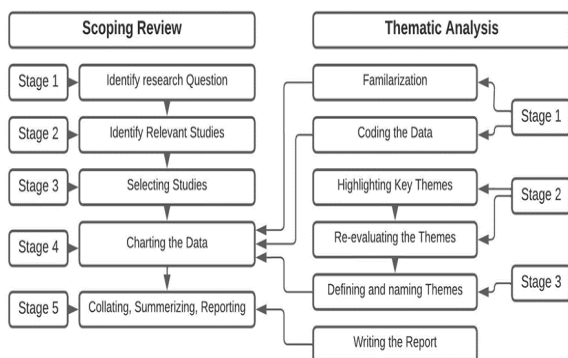 Scoping Review
Thematic Analysis
Stage 1
Identify research Question
Stage 2
Identify Relevant Studies
Stage 3
Selecting Studies
Stage 4
Charting the Data
Stage 5
Collating, Summerizing, Reporting
Familarization
Coding the Data
Stage 1
Highlighting Key Themes
Re-evaluating the Themes
Stage 2
Defining and naming Themes
Stage 3
Writing the Report